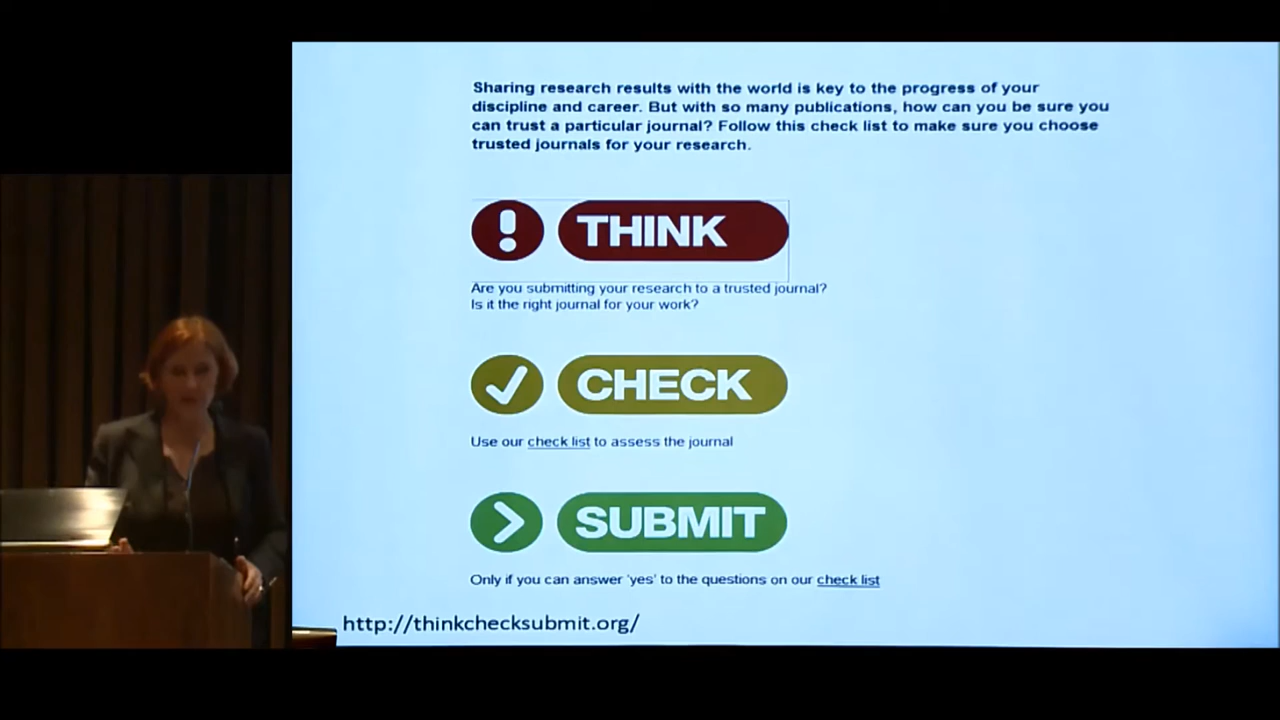 Sharing research results with the world is key to the progress of your
discipline and career. But with so many publications, how can you be sure you
can trust a particular journal? Follow this check list to make sure you choose
trusted journals for your research.
THINK
Are you submitting your research to a trusted journal?
Is it the right journal for your work?
CHECK
Use our check list to assess the journal
SUBMIT
Only if you can answer 'yes' to the questions on our check list
http://thinkchecksubmit.org/